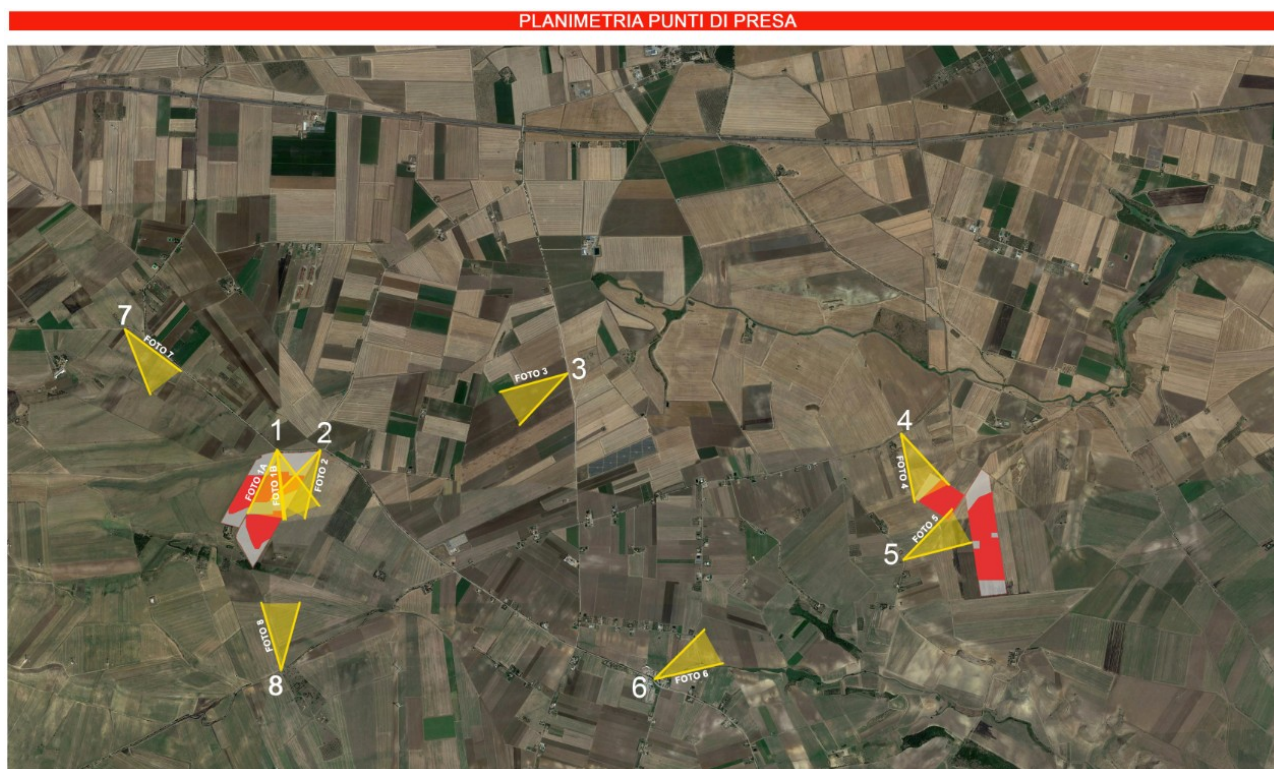 PLANIMETRIA PUNTI DI PRESA
7
FOTO 7
3
FOTO 3
1
2
FOTO 1A
FOTO 1B
FOTO 2
4
FOTO 4
5
FOTO 5
6
FOTO 6
8
FOTO 8